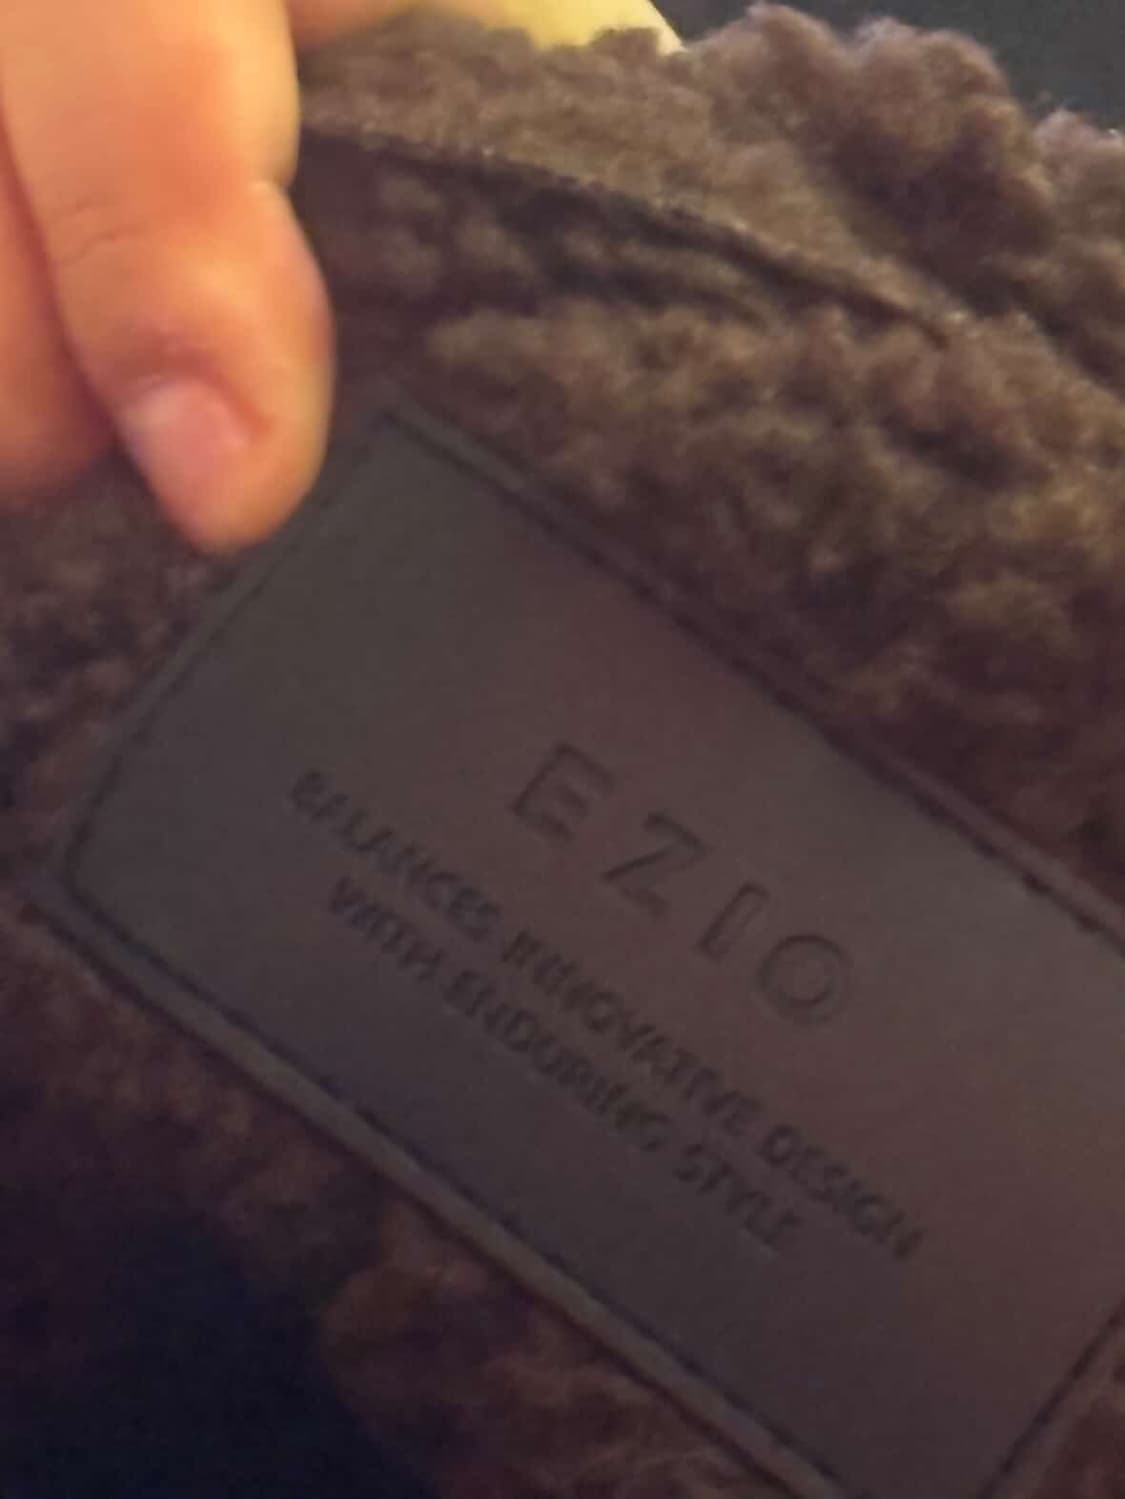 EZIO
BALANCES INNOVATIVE DESIGN
WITH ENDURING STYLE